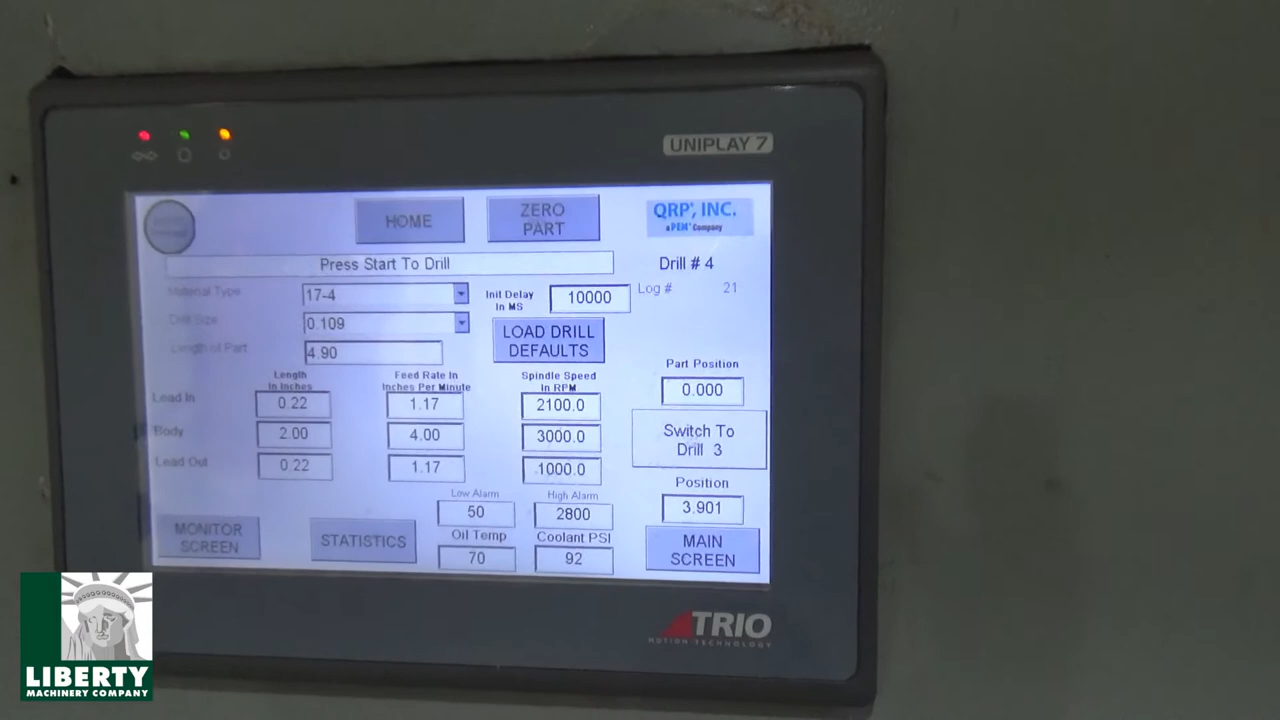 UNIPLAY 7
HOME
ZERO
PART
QRP, INC.
a PEM Company
Press Start To Drill
Drill # 4
Material Type
17-4
Init Delay
In MS
10000
Log # 21
Drill Size
0.109
LOAD DRILL
DEFAULTS
Length of Part
4.90
Length
In Inches
Feed Rate In
Inches Per Minute
Spindle Speed
In RPM
Part Position
0.000
Lead In 0.22 1.17 2100.0
Body 2.00 4.00 3000.0
Switch To
Drill 3
Lead Out 0.22 1.17 1000.0
Position
3.901
Low Alarm
50
High Alarm
2800
MONITOR
SCREEN
STATISTICS
Oil Temp
70
Coolant PSI
92
MAIN
SCREEN
TRIO
MOTION TECHNOLOGY
LIBERTY
MACHINERY COMPANY